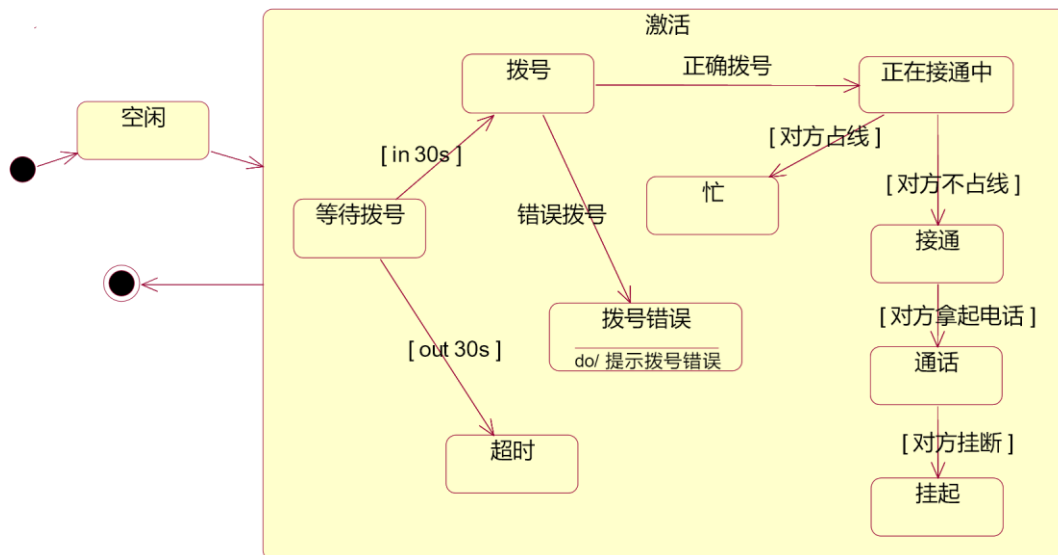 激活
拨号
正确拨号
正在接通中
空闲
[ in 30s ]
[ 对方占线 ]
忙
[ 对方不占线 ]
等待拨号
错误拨号
接通
拨号错误
do/ 提示拨号错误
[ 对方拿起电话 ]
[ out 30s ]
通话
超时
[ 对方挂断 ]
挂起